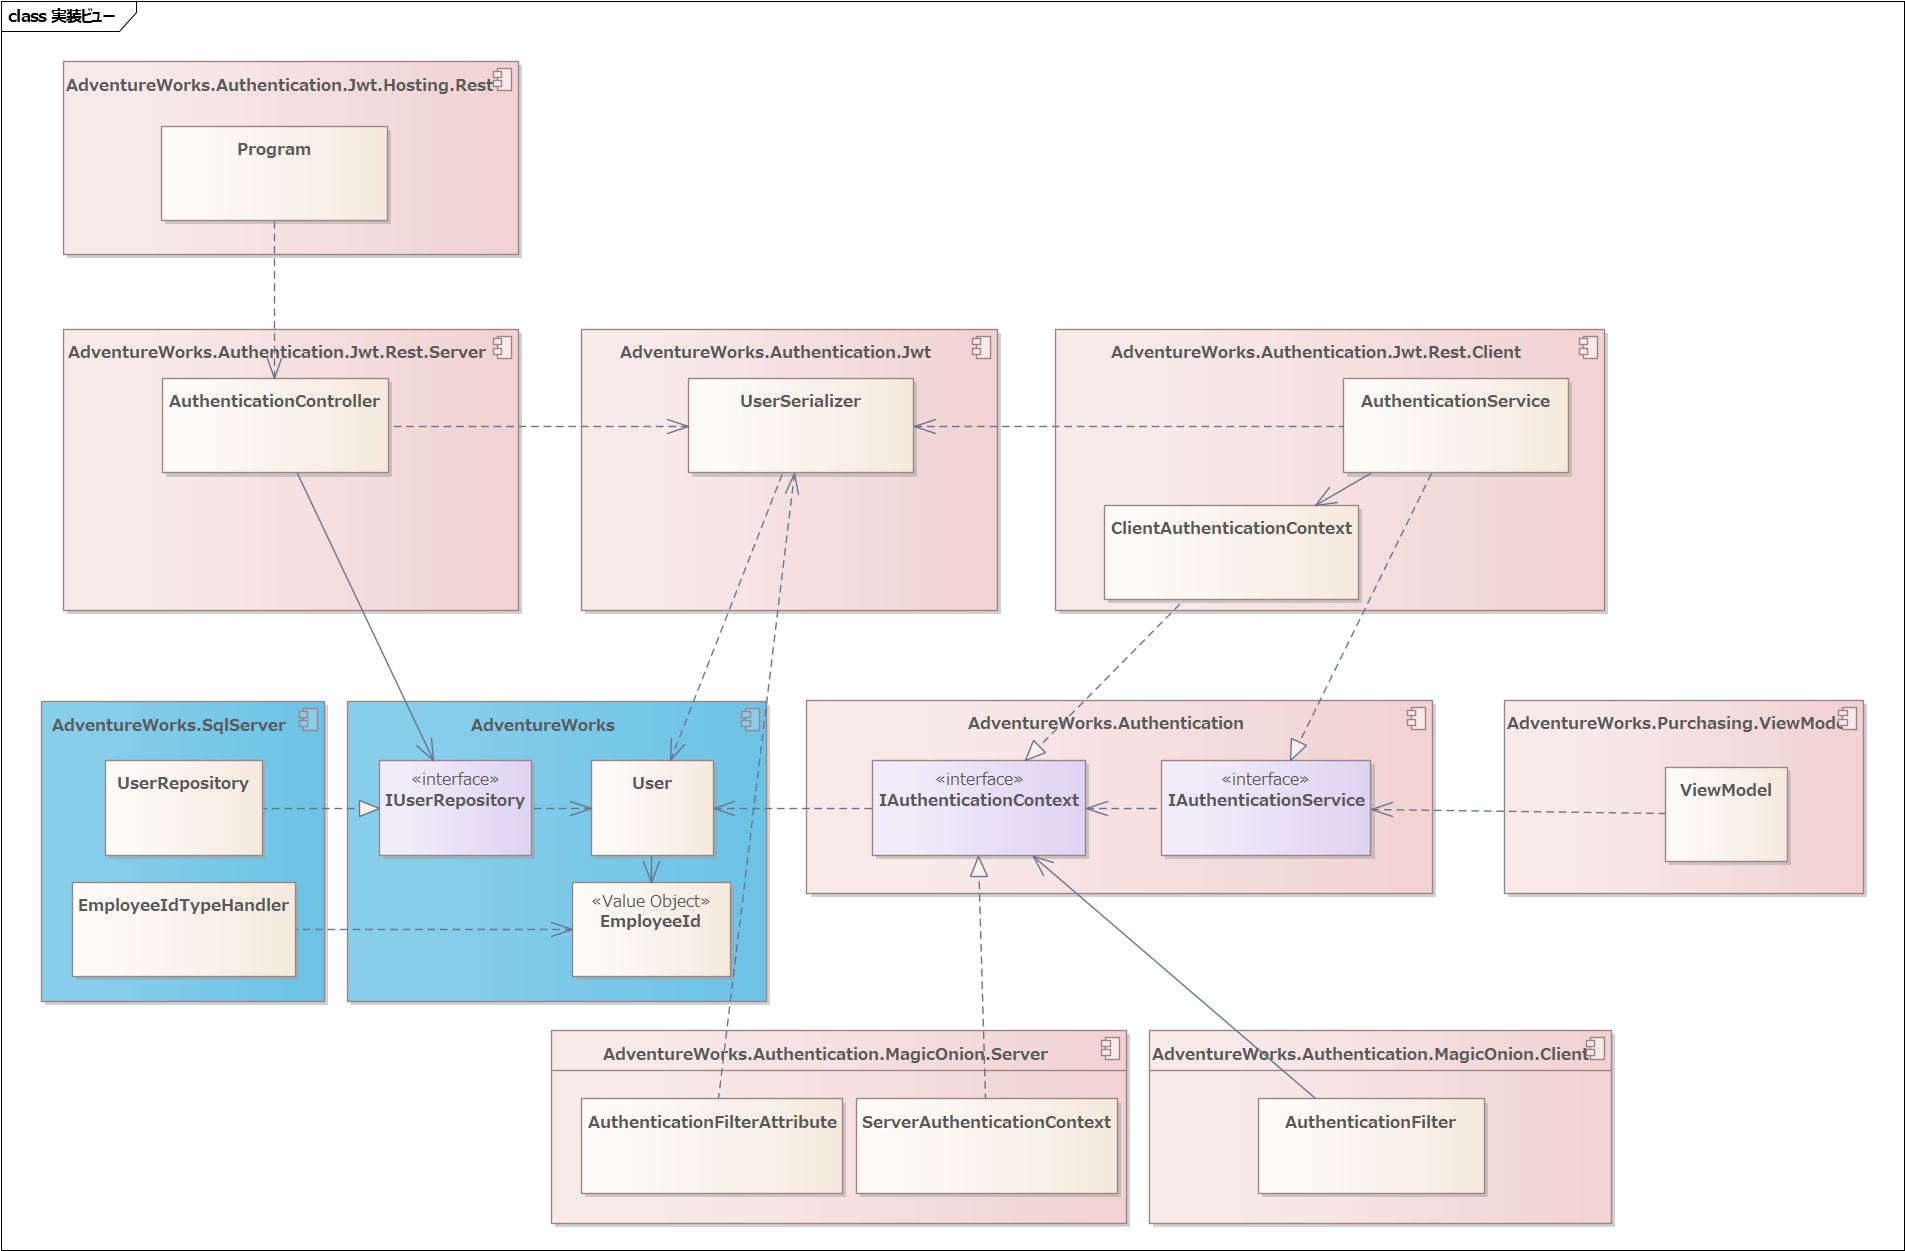 class 実装ビュー
AdventureWorks.Authentication.Jwt.Hosting.Rest
Program
AdventureWorks.Authentication.Jwt.Rest.Server
AuthenticationController
AdventureWorks.Authentication.Jwt
UserSerializer
AdventureWorks.Authentication.Jwt.Rest.Client
AuthenticationService
ClientAuthenticationContext
AdventureWorks.SqlServer
UserRepository
EmployeeIdTypeHandler
AdventureWorks
«interface»
IUserRepository
User
«Value Object»
EmployeeId
AdventureWorks.Authentication
«interface»
IAuthenticationContext
«interface»
IAuthenticationService
AdventureWorks.Purchasing.ViewMode
ViewModel
AdventureWorks.Authentication.MagicOnion.Server
AuthenticationFilterAttribute
ServerAuthenticationContext
AdventureWorks.Authentication.MagicOnion.Client
AuthenticationFilter